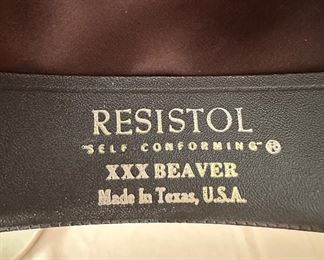 RESISTOL
"SELF CONFORMING" ®
XXX BEAVER
Made In Texas, U.S.A.